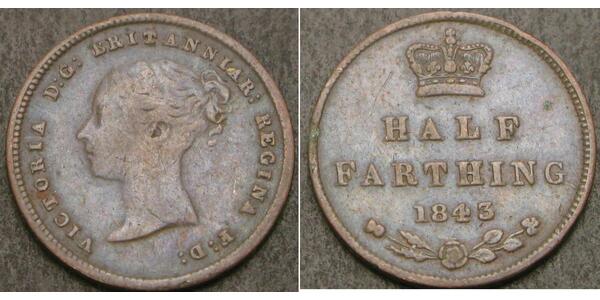 VICTORIA D:G: BRITANNIAR: REGINA F:D:
HALF
FARTHING
1843